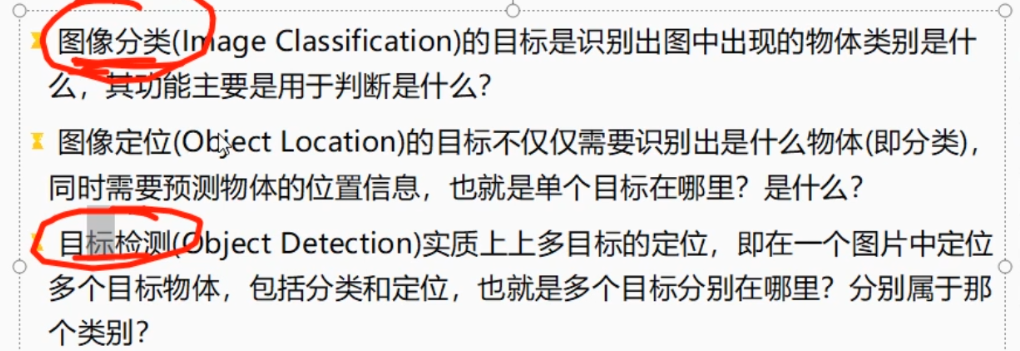 图像分类(Image Classification)的目标是识别出图中出现的物体类别是什
么，其功能主要是用于判断是什么？
图像定位(Object Location)的目标不仅仅需要识别出是什么物体(即分类)，
同时需要预测物体的位置信息，也就是单个目标在哪里？是什么？
目标检测(Object Detection)实质上上多目标的定位，即在一个图片中定位
多个目标物体，包括分类和定位，也就是多个目标分别在哪里？分别属于那
个类别？